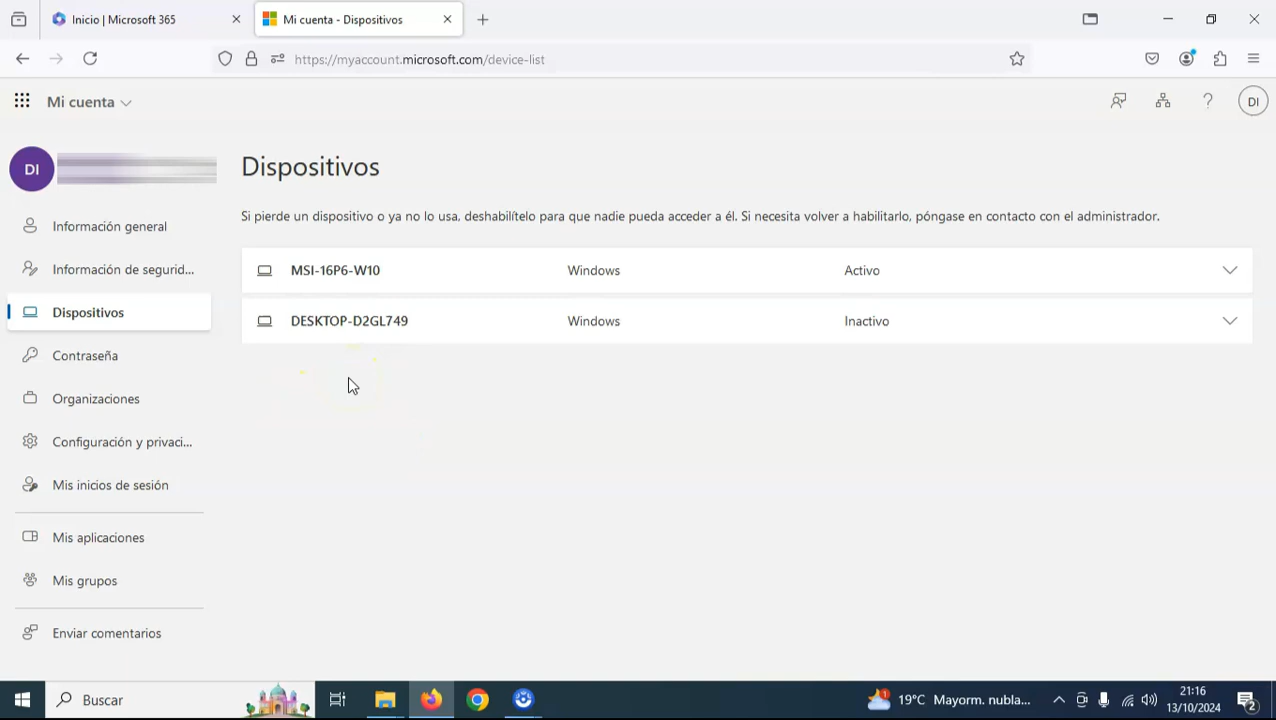 Inicio | Microsoft 365
Mi cuenta - Dispositivos
https://myaccount.microsoft.com/device-list
Mi cuenta
DI
DI
Dispositivos
Si pierde un dispositivo o ya no lo usa, deshabilítelo para que nadie pueda acceder a él. Si necesita volver a habilitarlo, póngase en contacto con el administrador.
Información general
Información de segurid...
Dispositivos
Contraseña
Organizaciones
Configuración y privaci...
Mis inicios de sesión
Mis aplicaciones
Mis grupos
Enviar comentarios
MSI-16P6-W10 Windows Activo
DESKTOP-D2GL749 Windows Inactivo
Buscar
1
19°C Mayorm. nubla...
21:16
13/10/2024
2